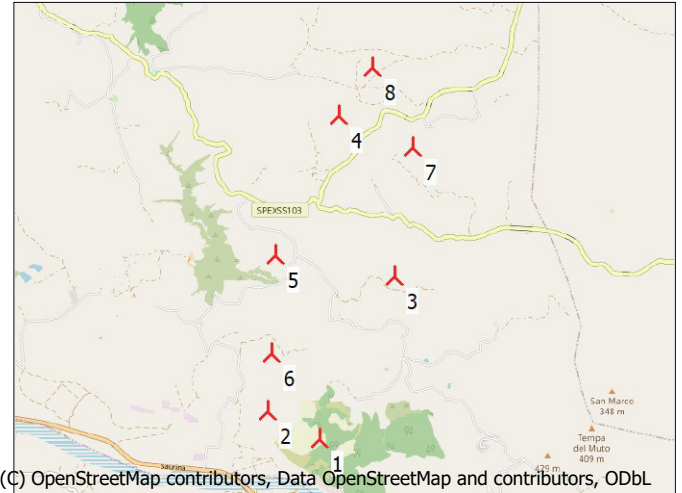 8
4
7
SPEXSS103
5
3
6
San Marco
348 m
2
Tempa
del Muto
409 m
1
429 m
Saurina
(C) OpenStreetMap contributors, Data OpenStreetMap and contributors, ODbL